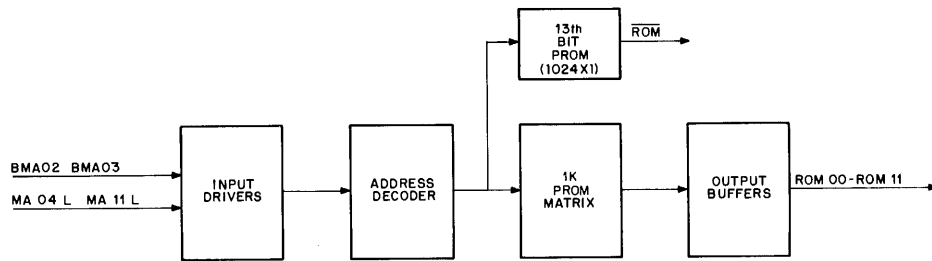 13th
BIT
PROM
(1024X1)
ROM
BMA02 BMA03
MA 04 L MA 11 L
INPUT
DRIVERS
ADDRESS
DECODER
1K
PROM
MATRIX
OUTPUT
BUFFERS
ROM 00-ROM 11